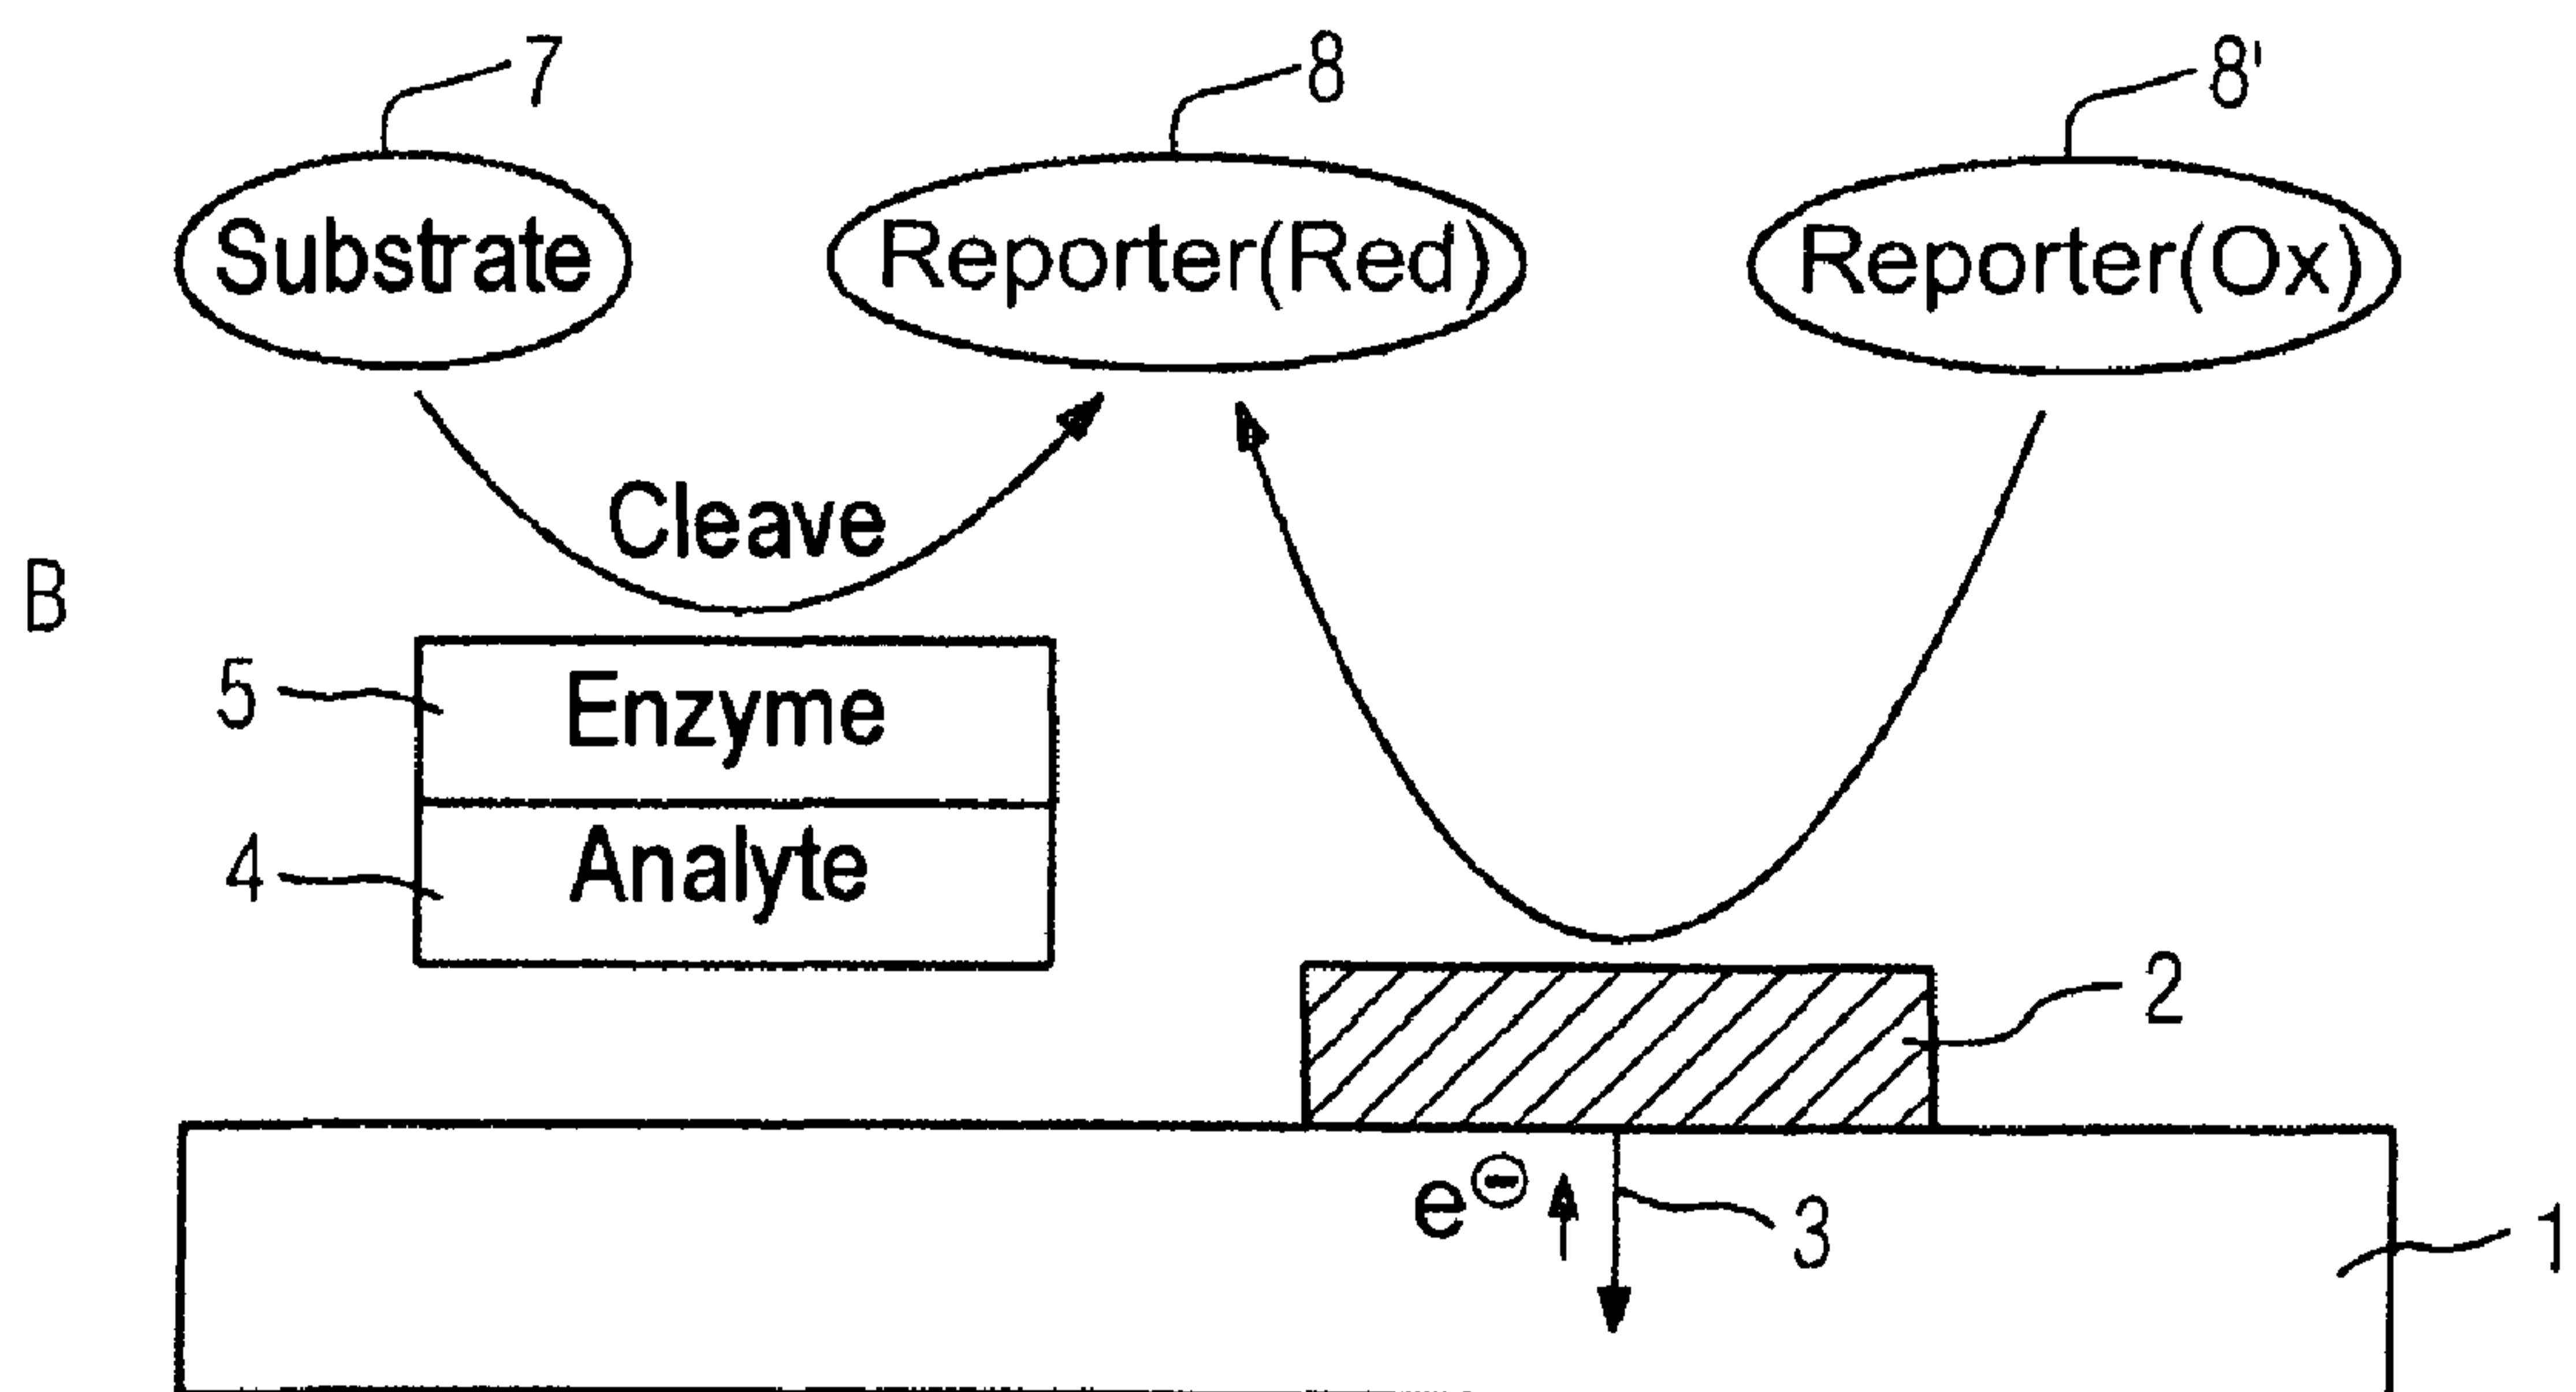 7
8
8'
Substrate
Reporter(Red)
Reporter(Ox)
Cleave
B
5
Enzyme
4
Analyte
2
e⊖
3
1